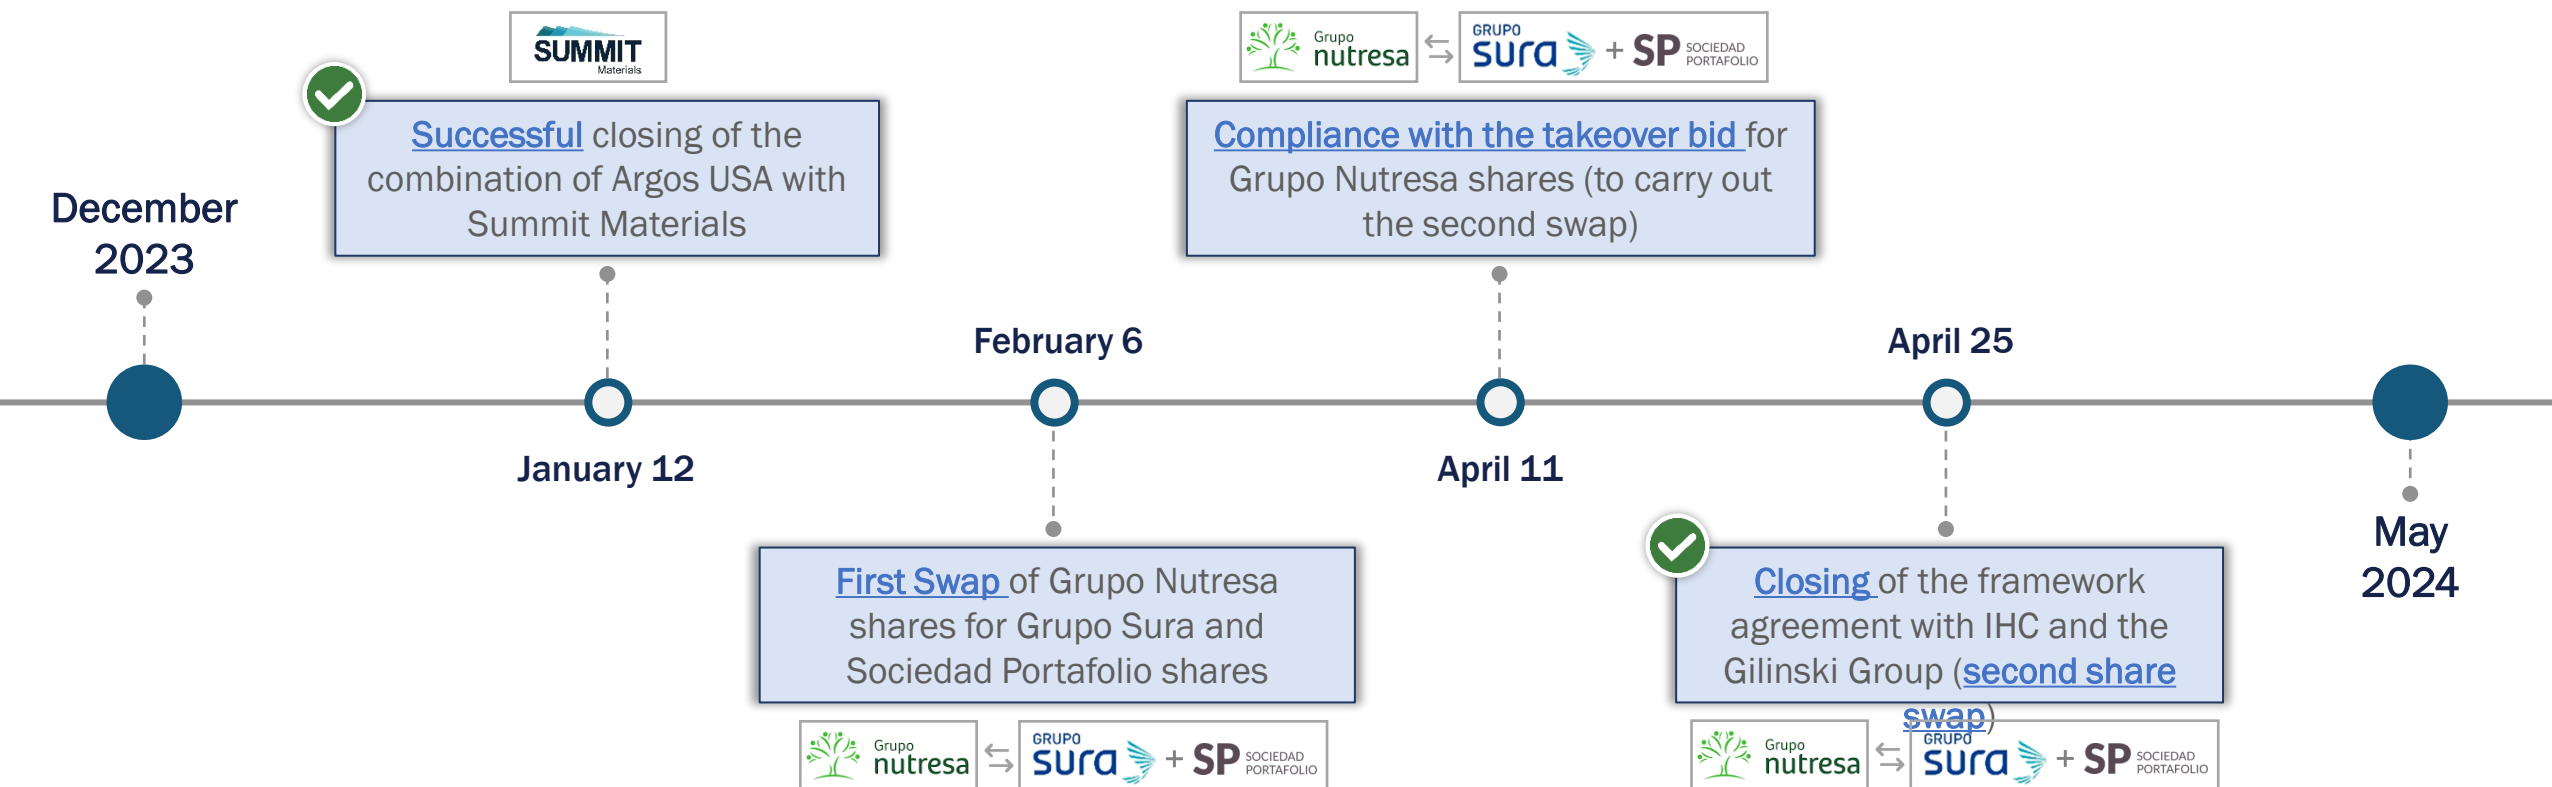 SUMMIT
Materials
Grupo
nutresa
GRUPO
sura
+
SP
SOCIEDAD
PORTAFOLIO
Successful closing of the
combination of Argos USA with
Summit Materials
Compliance with the takeover bid for
Grupo Nutresa shares (to carry out
the second swap)
December
2023
February 6
April 25
January 12
April 11
May
2024
First Swap of Grupo Nutresa
shares for Grupo Sura and
Sociedad Portafolio shares
Closing of the framework
agreement with IHC and the
Gilinski Group (second share
swap)
Grupo
nutresa
GRUPO
sura
+
SP
SOCIEDAD
PORTAFOLIO
Grupo
nutresa
GRUPO
sura
+
SP
SOCIEDAD
PORTAFOLIO